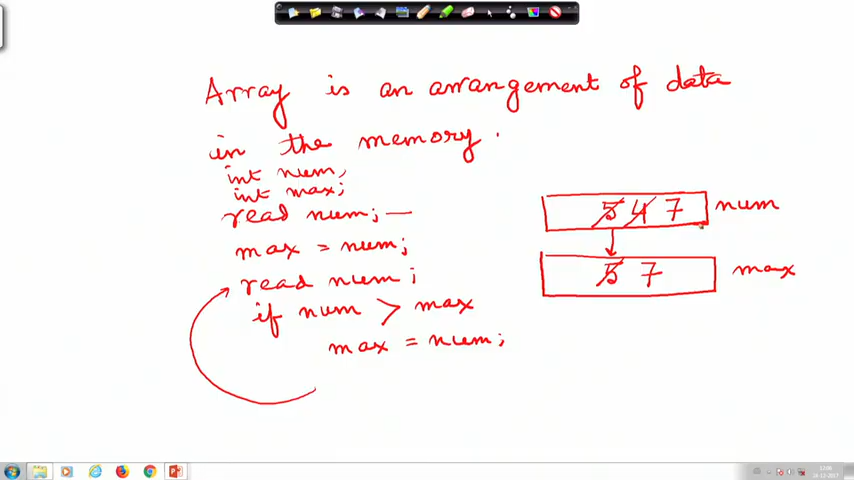 Array is an arrangement of data
in the memory.
int num,
int max;
read num; —
max = num;
read num;
if num > max
max = num;
5 4 7 num
5 7 max